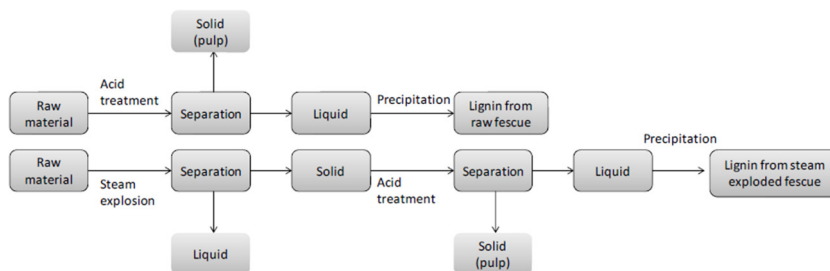 Solid
(pulp)
Acid
treatment
Raw
material
Separation
Liquid
Precipitation
Lignin from
raw fescue
Raw
material
Steam
explosion
Separation
Solid
Acid
treatment
Separation
Liquid
Precipitation
Lignin from steam
exploded fescue
Liquid
Solid
(pulp)